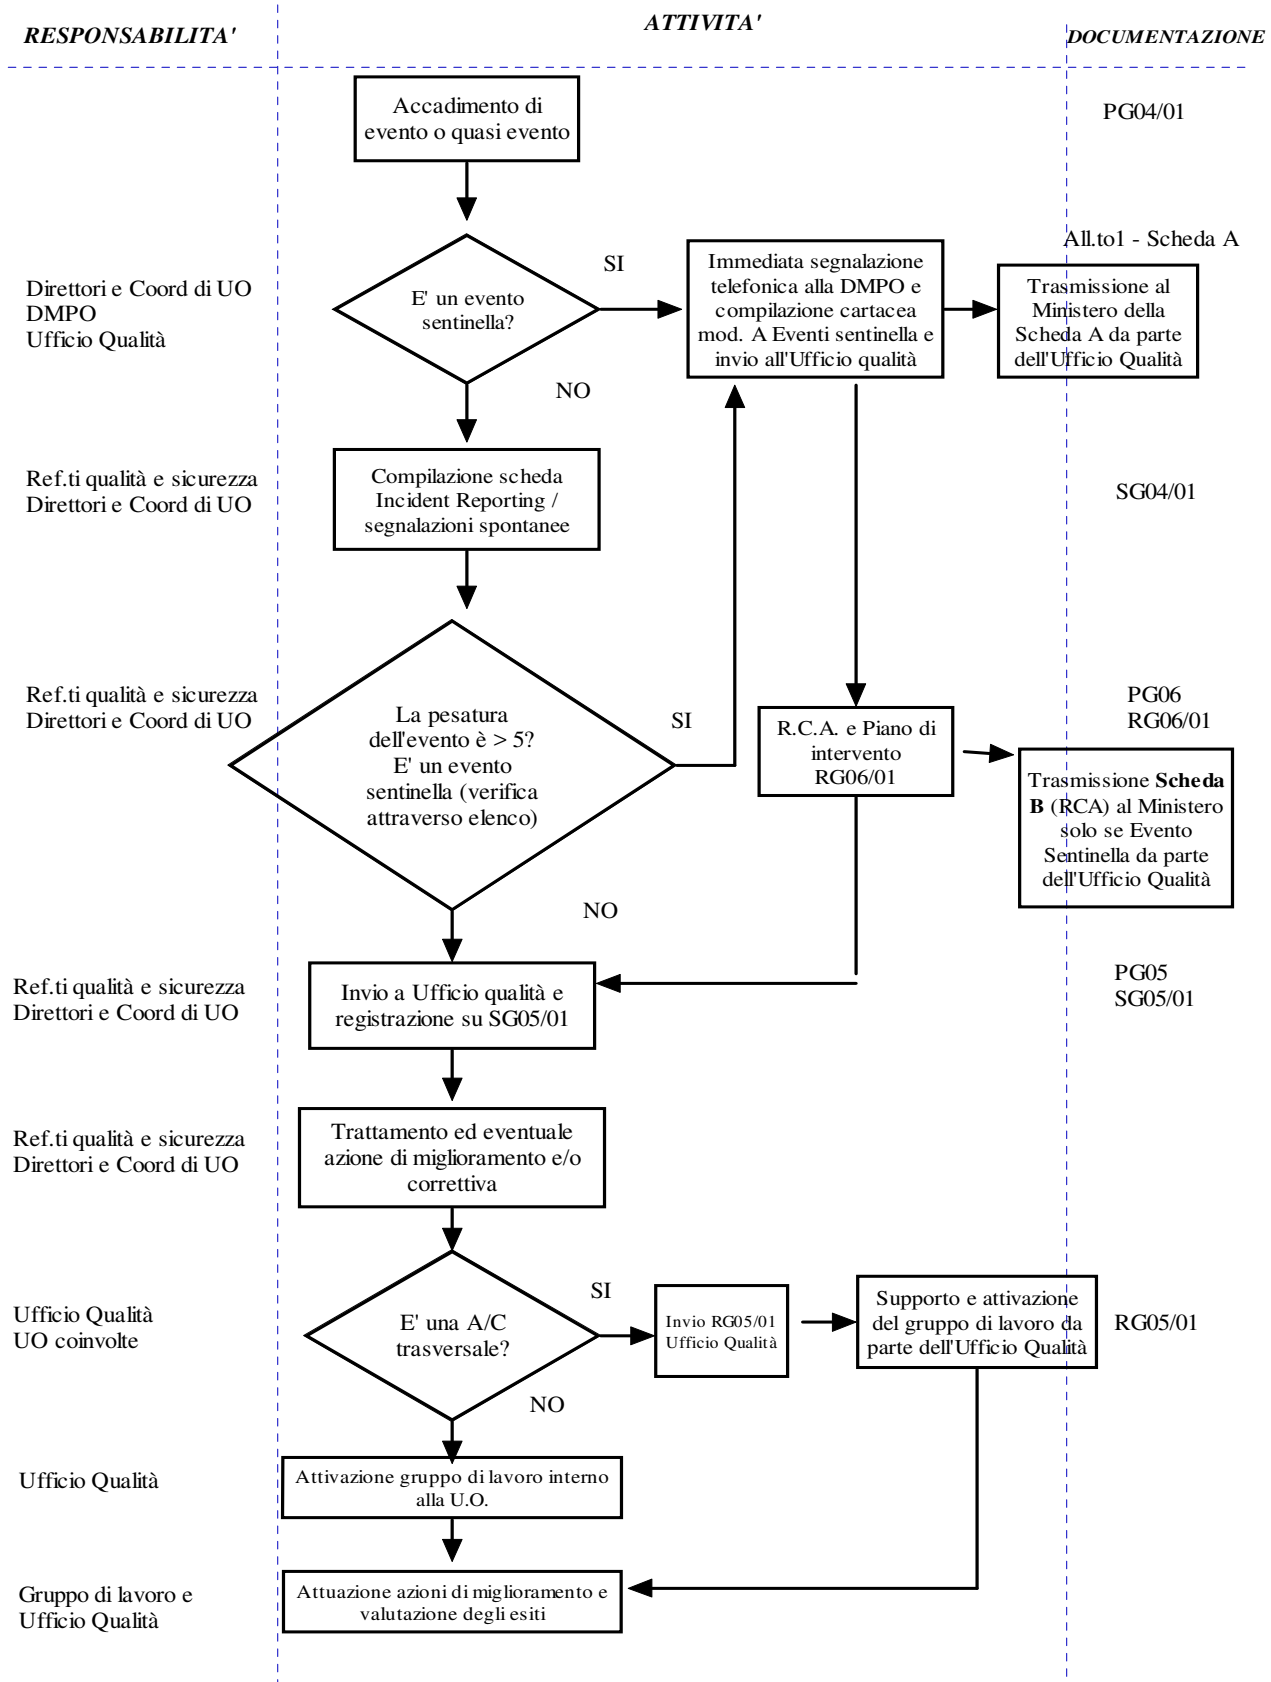 RESPONSABILITA'
ATTIVITA'
DOCUMENTAZIONE
Accadimento di
evento o quasi evento
PG04/01
Direttori e Coord di UO
DMPO
Ufficio Qualità
E' un evento
sentinella?
SI
NO
Immediata segnalazione
telefonica alla DMPO e
compilazione cartacea
mod. A Eventi sentinella e
invio all'Ufficio qualità
All.to1 - Scheda A
Trasmissione al
Ministero della
Scheda A da parte
dell'Ufficio Qualità
Ref.ti qualità e sicurezza
Direttori e Coord di UO
Compilazione scheda
Incident Reporting /
segnalazioni spontanee
SG04/01
Ref.ti qualità e sicurezza
Direttori e Coord di UO
La pesatura
dell'evento è > 5?
E' un evento
sentinella (verifica
attraverso elenco)
SI
NO
R.C.A. e Piano di
intervento
RG06/01
PG06
RG06/01
Trasmissione Scheda
B (RCA) al Ministero
solo se Evento
Sentinella da parte
dell'Ufficio Qualità
Ref.ti qualità e sicurezza
Direttori e Coord di UO
Invio a Ufficio qualità e
registrazione su SG05/01
PG05
SG05/01
Ref.ti qualità e sicurezza
Direttori e Coord di UO
Trattamento ed eventuale
azione di miglioramento e/o
correttiva
Ufficio Qualità
UO coinvolte
E' una A/C
trasversale?
SI
NO
Invio RG05/01
Ufficio Qualità
Supporto e attivazione
del gruppo di lavoro da
parte dell'Ufficio Qualità
RG05/01
Ufficio Qualità
Attivazione gruppo di lavoro interno
alla U.O.
Gruppo di lavoro e
Ufficio Qualità
Attuazione azioni di miglioramento e
valutazione degli esiti